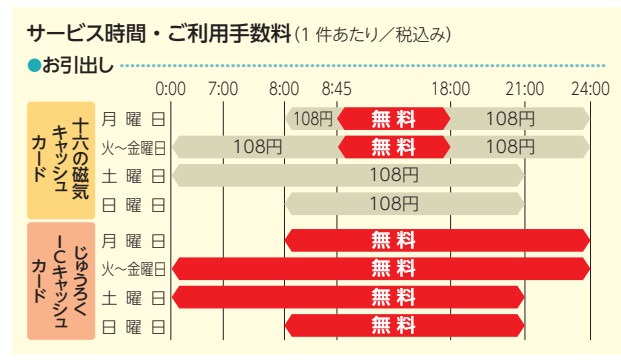 サービス時間・ご利用手数料(1件あたり／税込み)
●お引出し
0:00 7:00 8:00 8:45 18:00 21:00 24:00
十六の磁気
キャッシュ
カード
月曜日 108円 無料 108円
火〜金曜日 108円 無料 108円
土曜日 108円
日曜日 108円
じゅうろく
ICキャッシュ
カード
月曜日 無料
火〜金曜日 無料
土曜日 無料
日曜日 無料